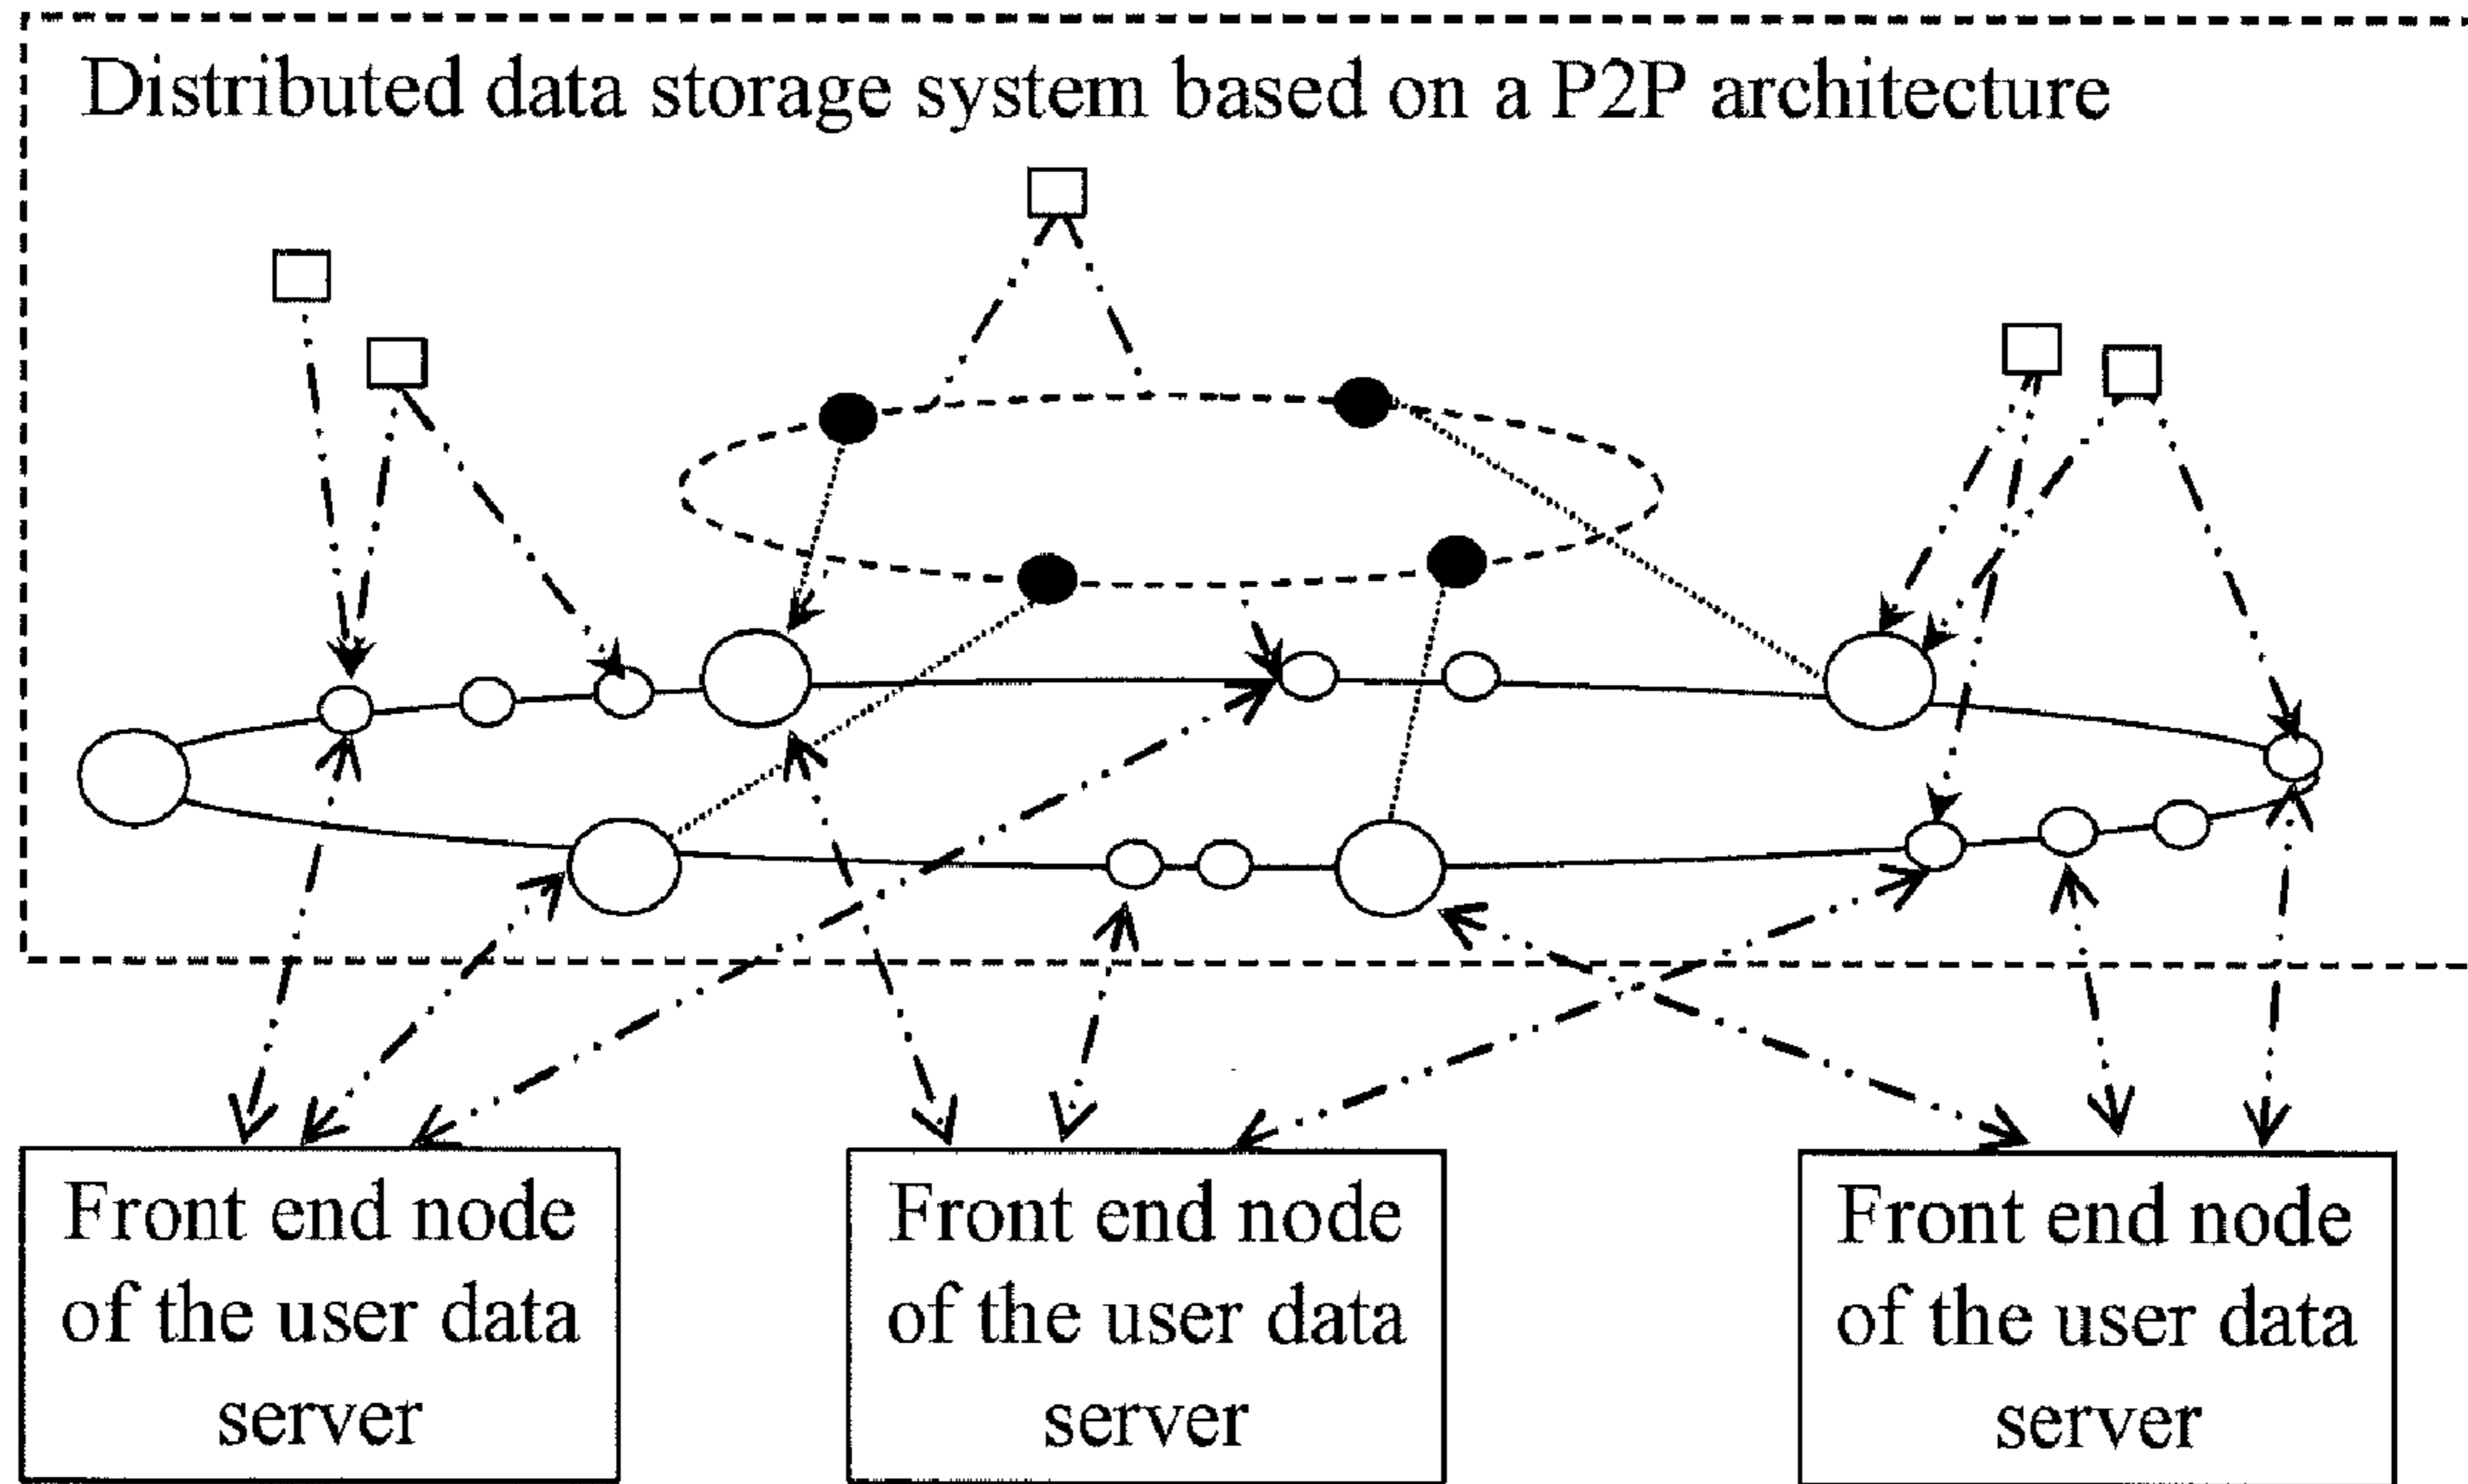 Distributed data storage system based on a P2P architecture
Front end node
of the user data
server
Front end node
of the user data
server
Front end node
of the user data
server